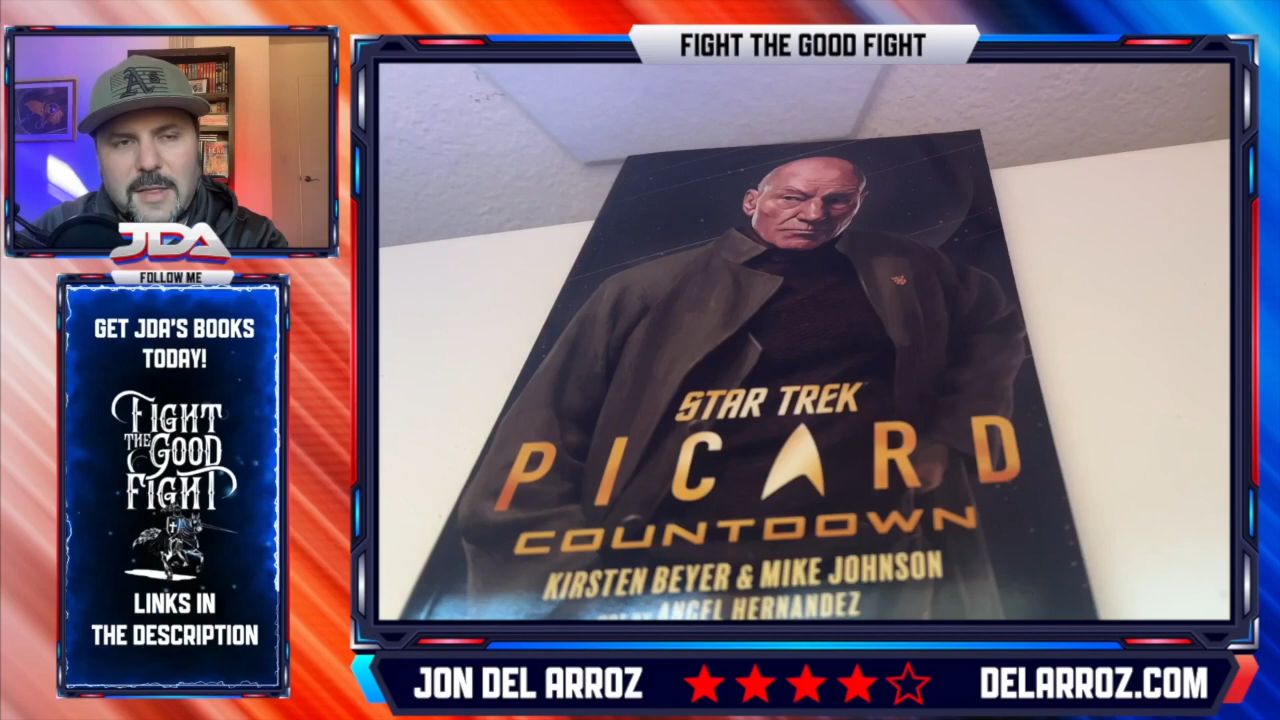 FIGHT THE GOOD FIGHT
A's
JDA
FOLLOW ME
GET JDA'S BOOKS
TODAY!
FIGHT
THE GOOD
FIGHT
LINKS IN
THE DESCRIPTION
STAR TREK
PICARD
COUNTDOWN
KIRSTEN BEYER & MIKE JOHNSON
ANGEL HERNANDEZ
JON DEL ARROZ
DELARROZ.COM